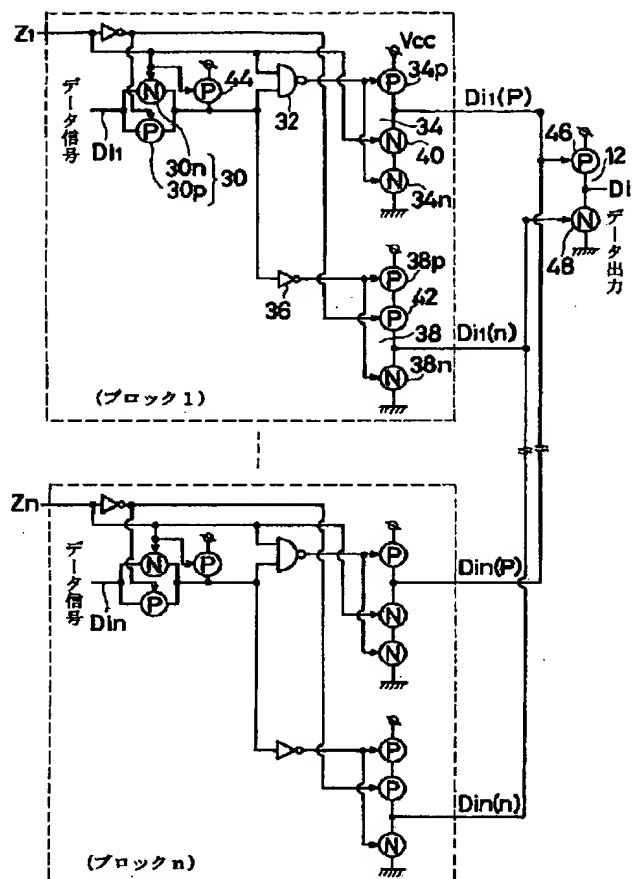 Z1
データ信号
Di1
N
P
30n
30p
30
P
44
32
Vcc
P
34p
34
N
40
N
34n
Di1(P)
46
P
12
Di
N
48
データ出力
36
P
38p
P
42
38
N
38n
Di1(n)
(ブロック1)
Zn
データ信号
Din
N
P
P
P
N
N
Din(P)
P
P
N
Din(n)
(ブロックn)